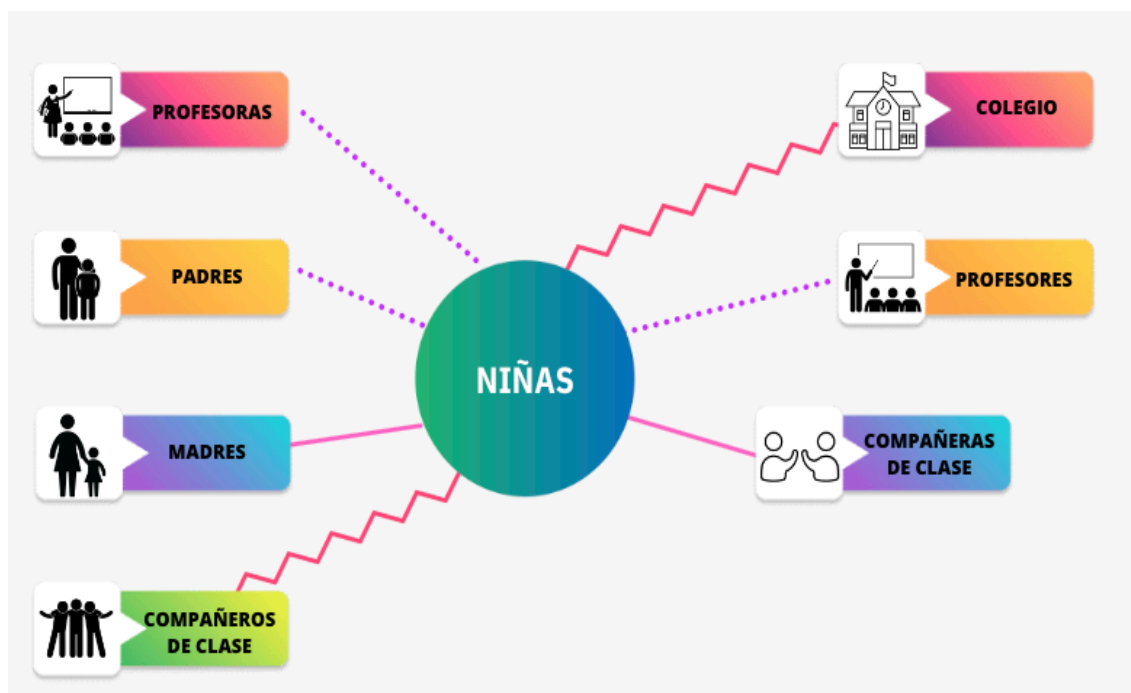 PROFESORAS
COLEGIO
PADRES
PROFESORES
NIÑAS
MADRES
COMPAÑERAS
DE CLASE
COMPAÑEROS
DE CLASE